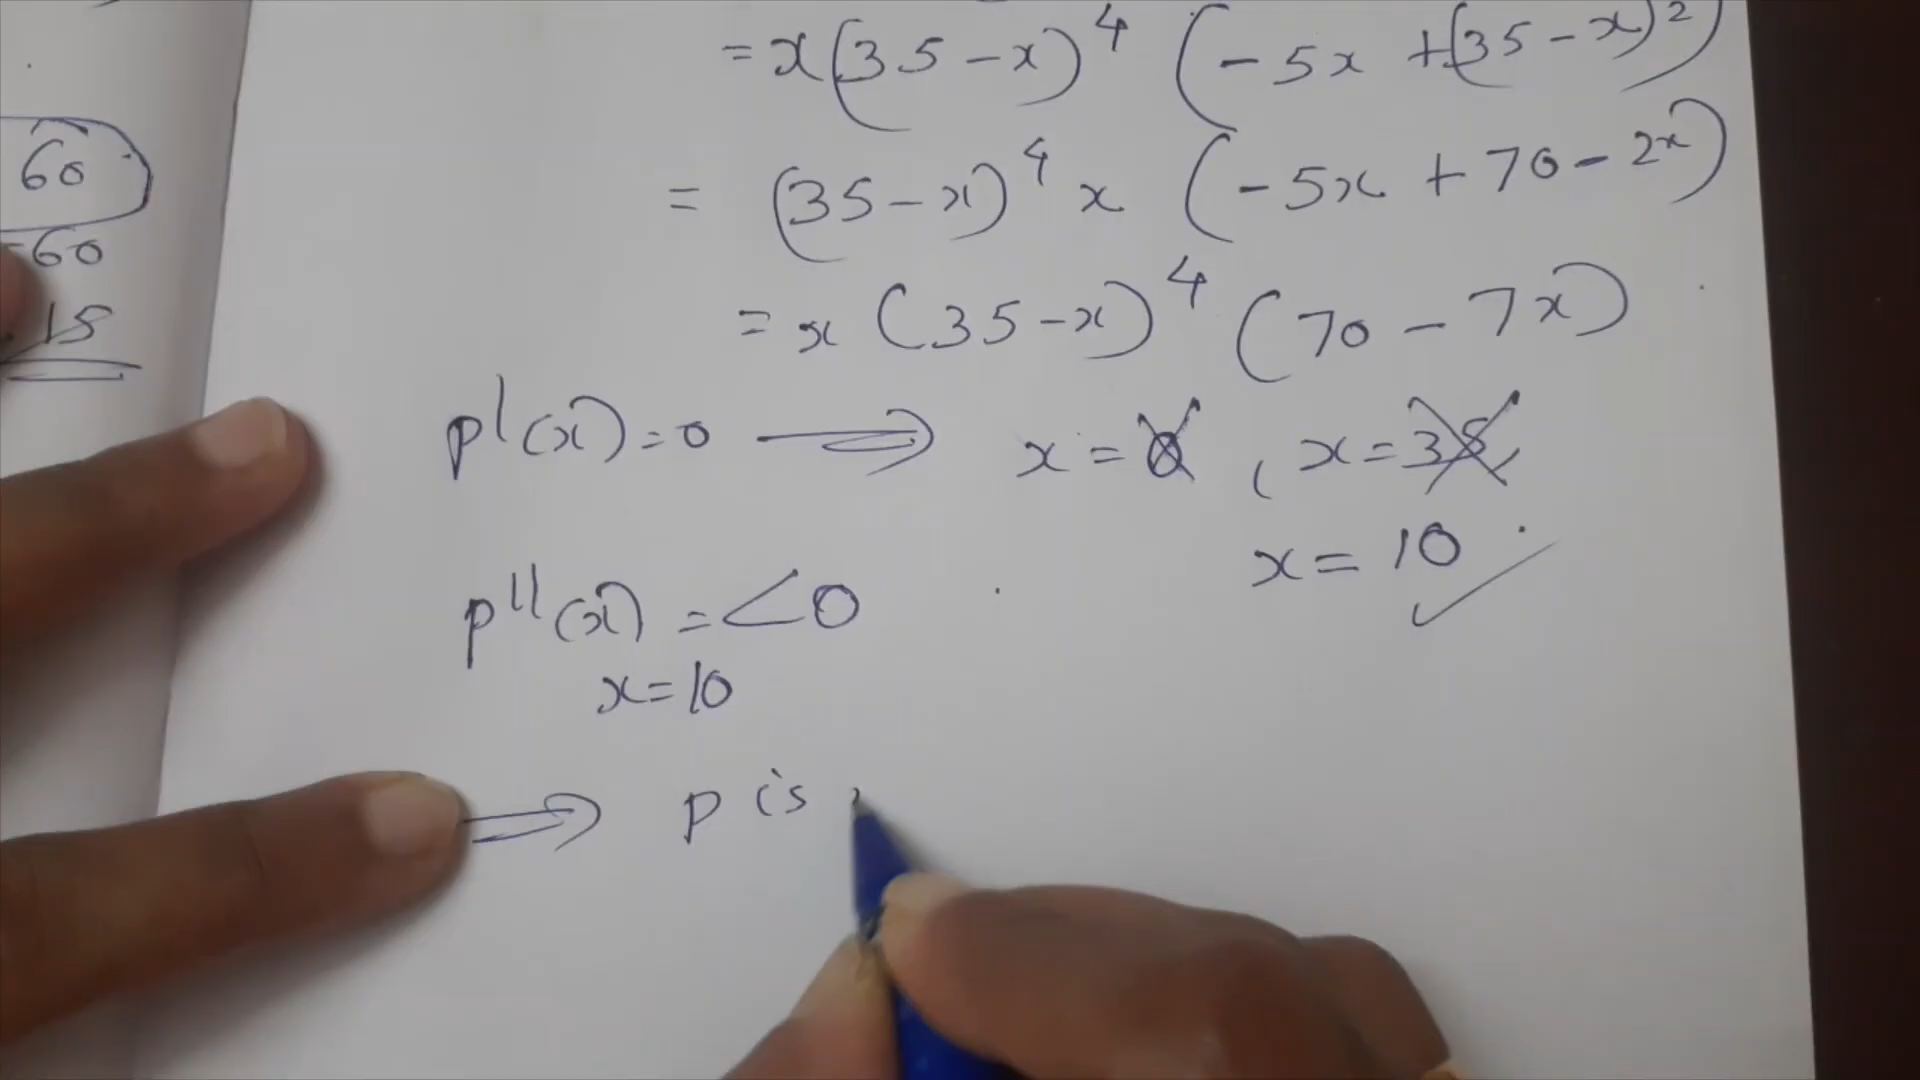 = x(35-x)⁴ (-5x + (35-x)2)
= (35-x)⁴ x (-5x + 70 - 2x)
= x (35-x)⁴ (70 - 7x)
p'(x) = 0 ⟹ x = 0, x = 35
x = 10 ✓
p''(x) = <0
x = 10
⟹ p is
60
-60
15